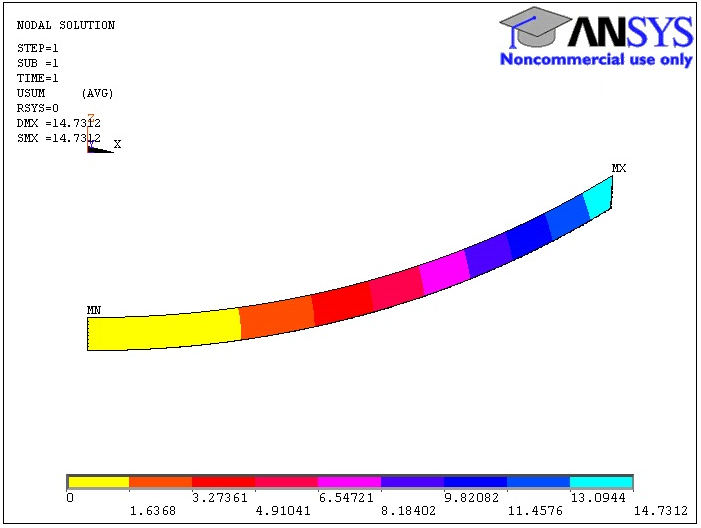 NODAL SOLUTION
ANSYS
Noncommercial use only
STEP=1
SUB =1
TIME=1
USUM (AVG)
RSYS=0
DMX =14.7312
SMX =14.7312
Z
X
MX
MN
0 3.27361 6.54721 9.82082 13.0944
1.6368 4.91041 8.18402 11.4576 14.7312